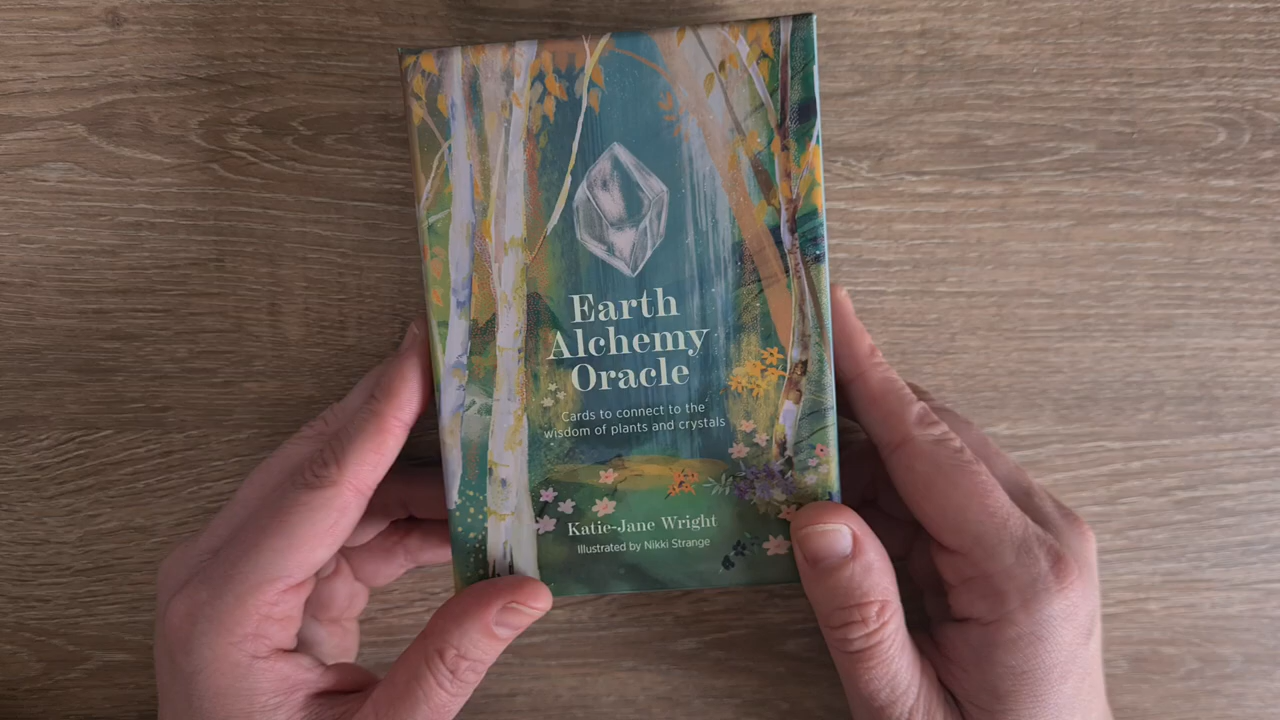 Earth
Alchemy
Oracle
Cards to connect to the
wisdom of plants and crystals
Katie-Jane Wright
Illustrated by Nikki Strange